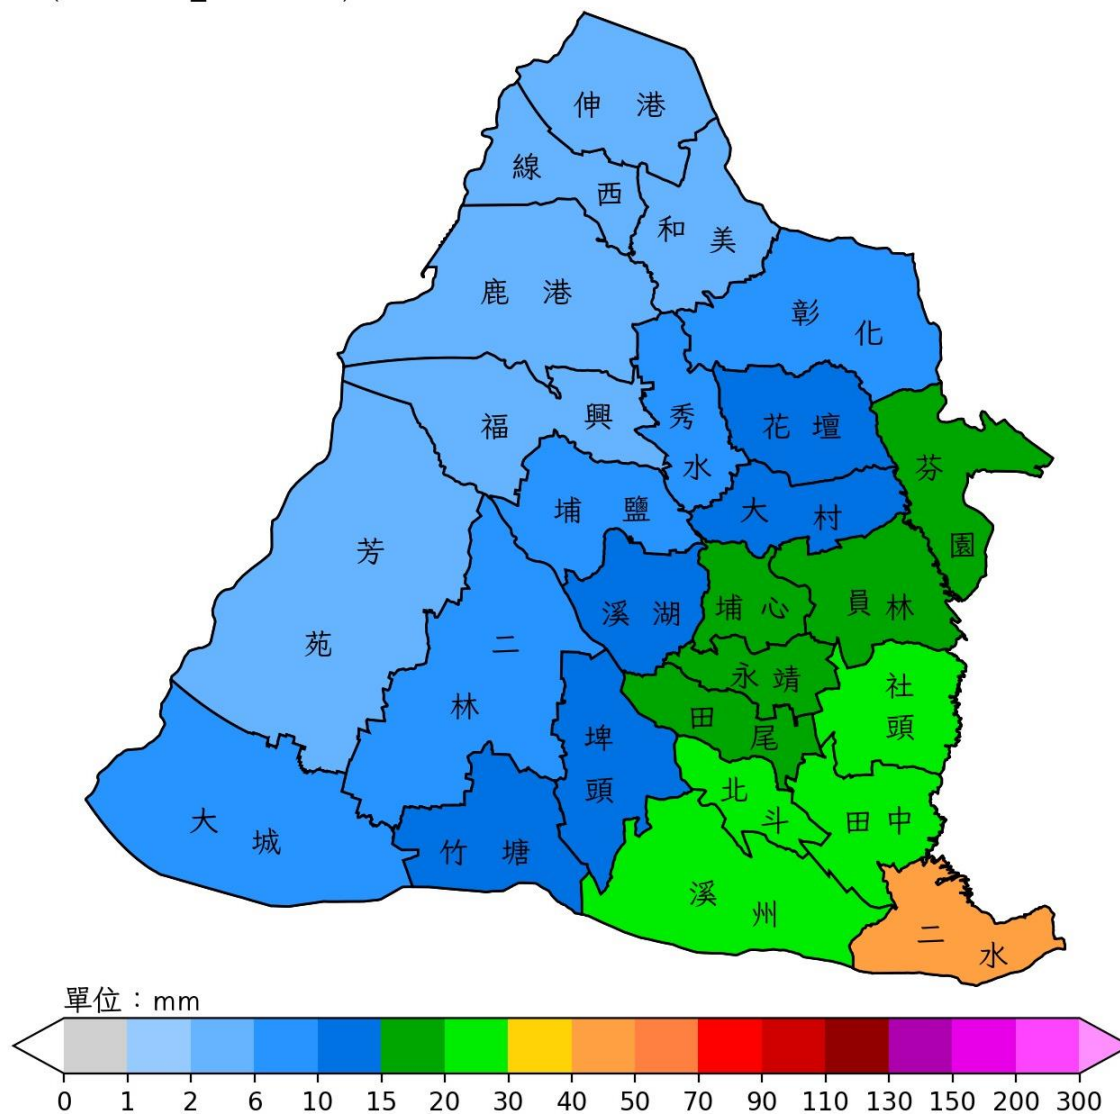 伸港
線西
和美
鹿港
彰化
福興
秀水
花壇
芬園
埔鹽
大村
芳苑
二林
溪湖
埔心
員林
永靖
社頭
田尾
埤頭
北斗
田中
大城
竹塘
溪州
二水
單位：mm
0 1 2 6 10 15 20 30 40 50 70 90 110 130 150 200 300